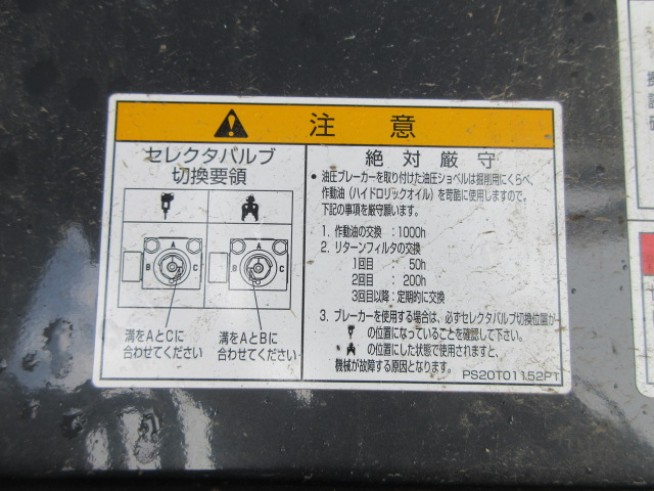 注意
セレクタバルブ
切換要領
A
B C
A
B C
溝をAとCに
合わせてください
溝をAとBに
合わせてください
絶対厳守
• 油圧ブレーカーを取り付けた油圧ショベルは掘削用にくらべ、
作動油（ハイドロリックオイル）を苛酷に使用しますので、
下記の事項を厳守願います。
1. 作動油の交換 : 1000h
2. リターンフィルタの交換
1回目 : 50h
2回目 : 200h
3回目以降 : 定期的に交換
3. ブレーカーを使用する場合は、必ずセレクタバルブ切換位置が
の位置になっていることを確認して下さい。
の位置にした状態で使用されますと、
機械が故障する原因となります。
PS20T01152P1